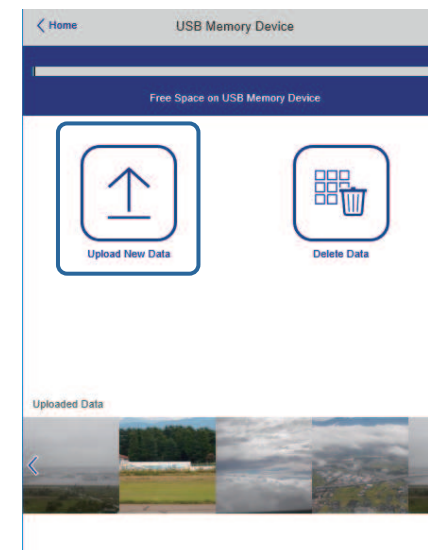 Home
USB Memory Device
Free Space on USB Memory Device
Upload New Data
Delete Data
Uploaded Data